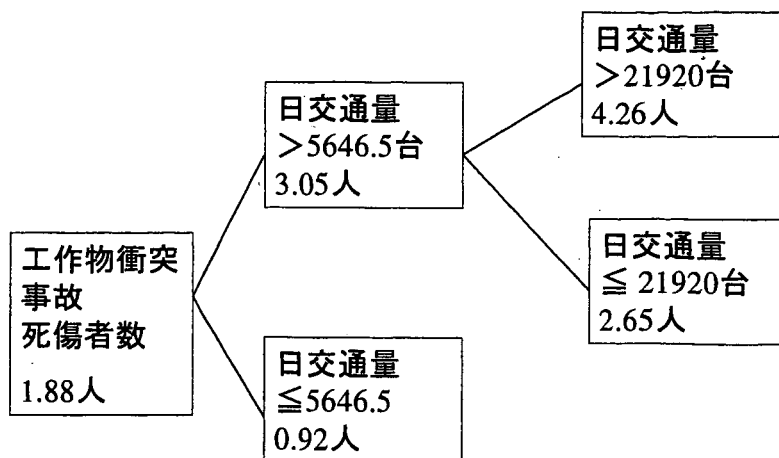 工作物衝突
事故
死傷者数
1.88人
日交通量
>5646.5台
3.05人
日交通量
≦5646.5
0.92人
日交通量
>21920台
4.26人
日交通量
≦ 21920台
2.65人